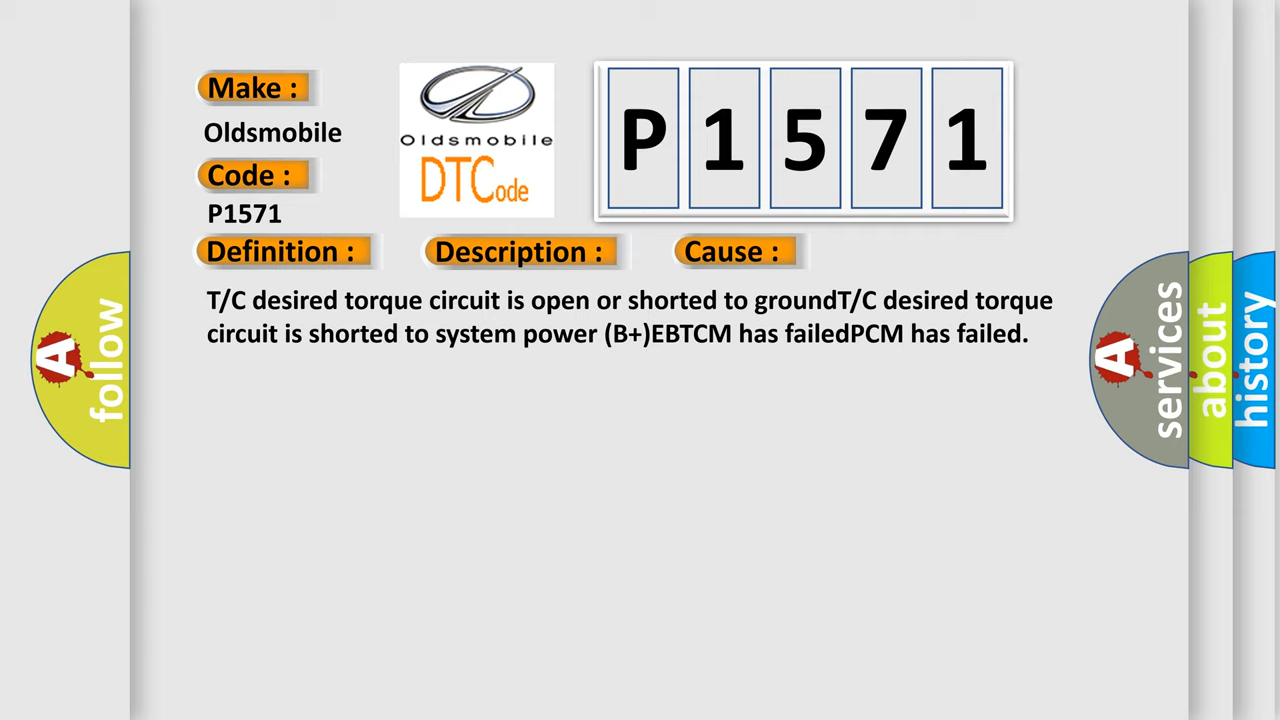 Make :
Oldsmobile
Code :
P1571
Oldsmobile
DTCode
P 1 5 7 1
Definition :
Description :
Cause :
T/C desired torque circuit is open or shorted to groundT/C desired torque
circuit is shorted to system power (B+)EBTCM has failedPCM has failed.
A follow
A services
about
history